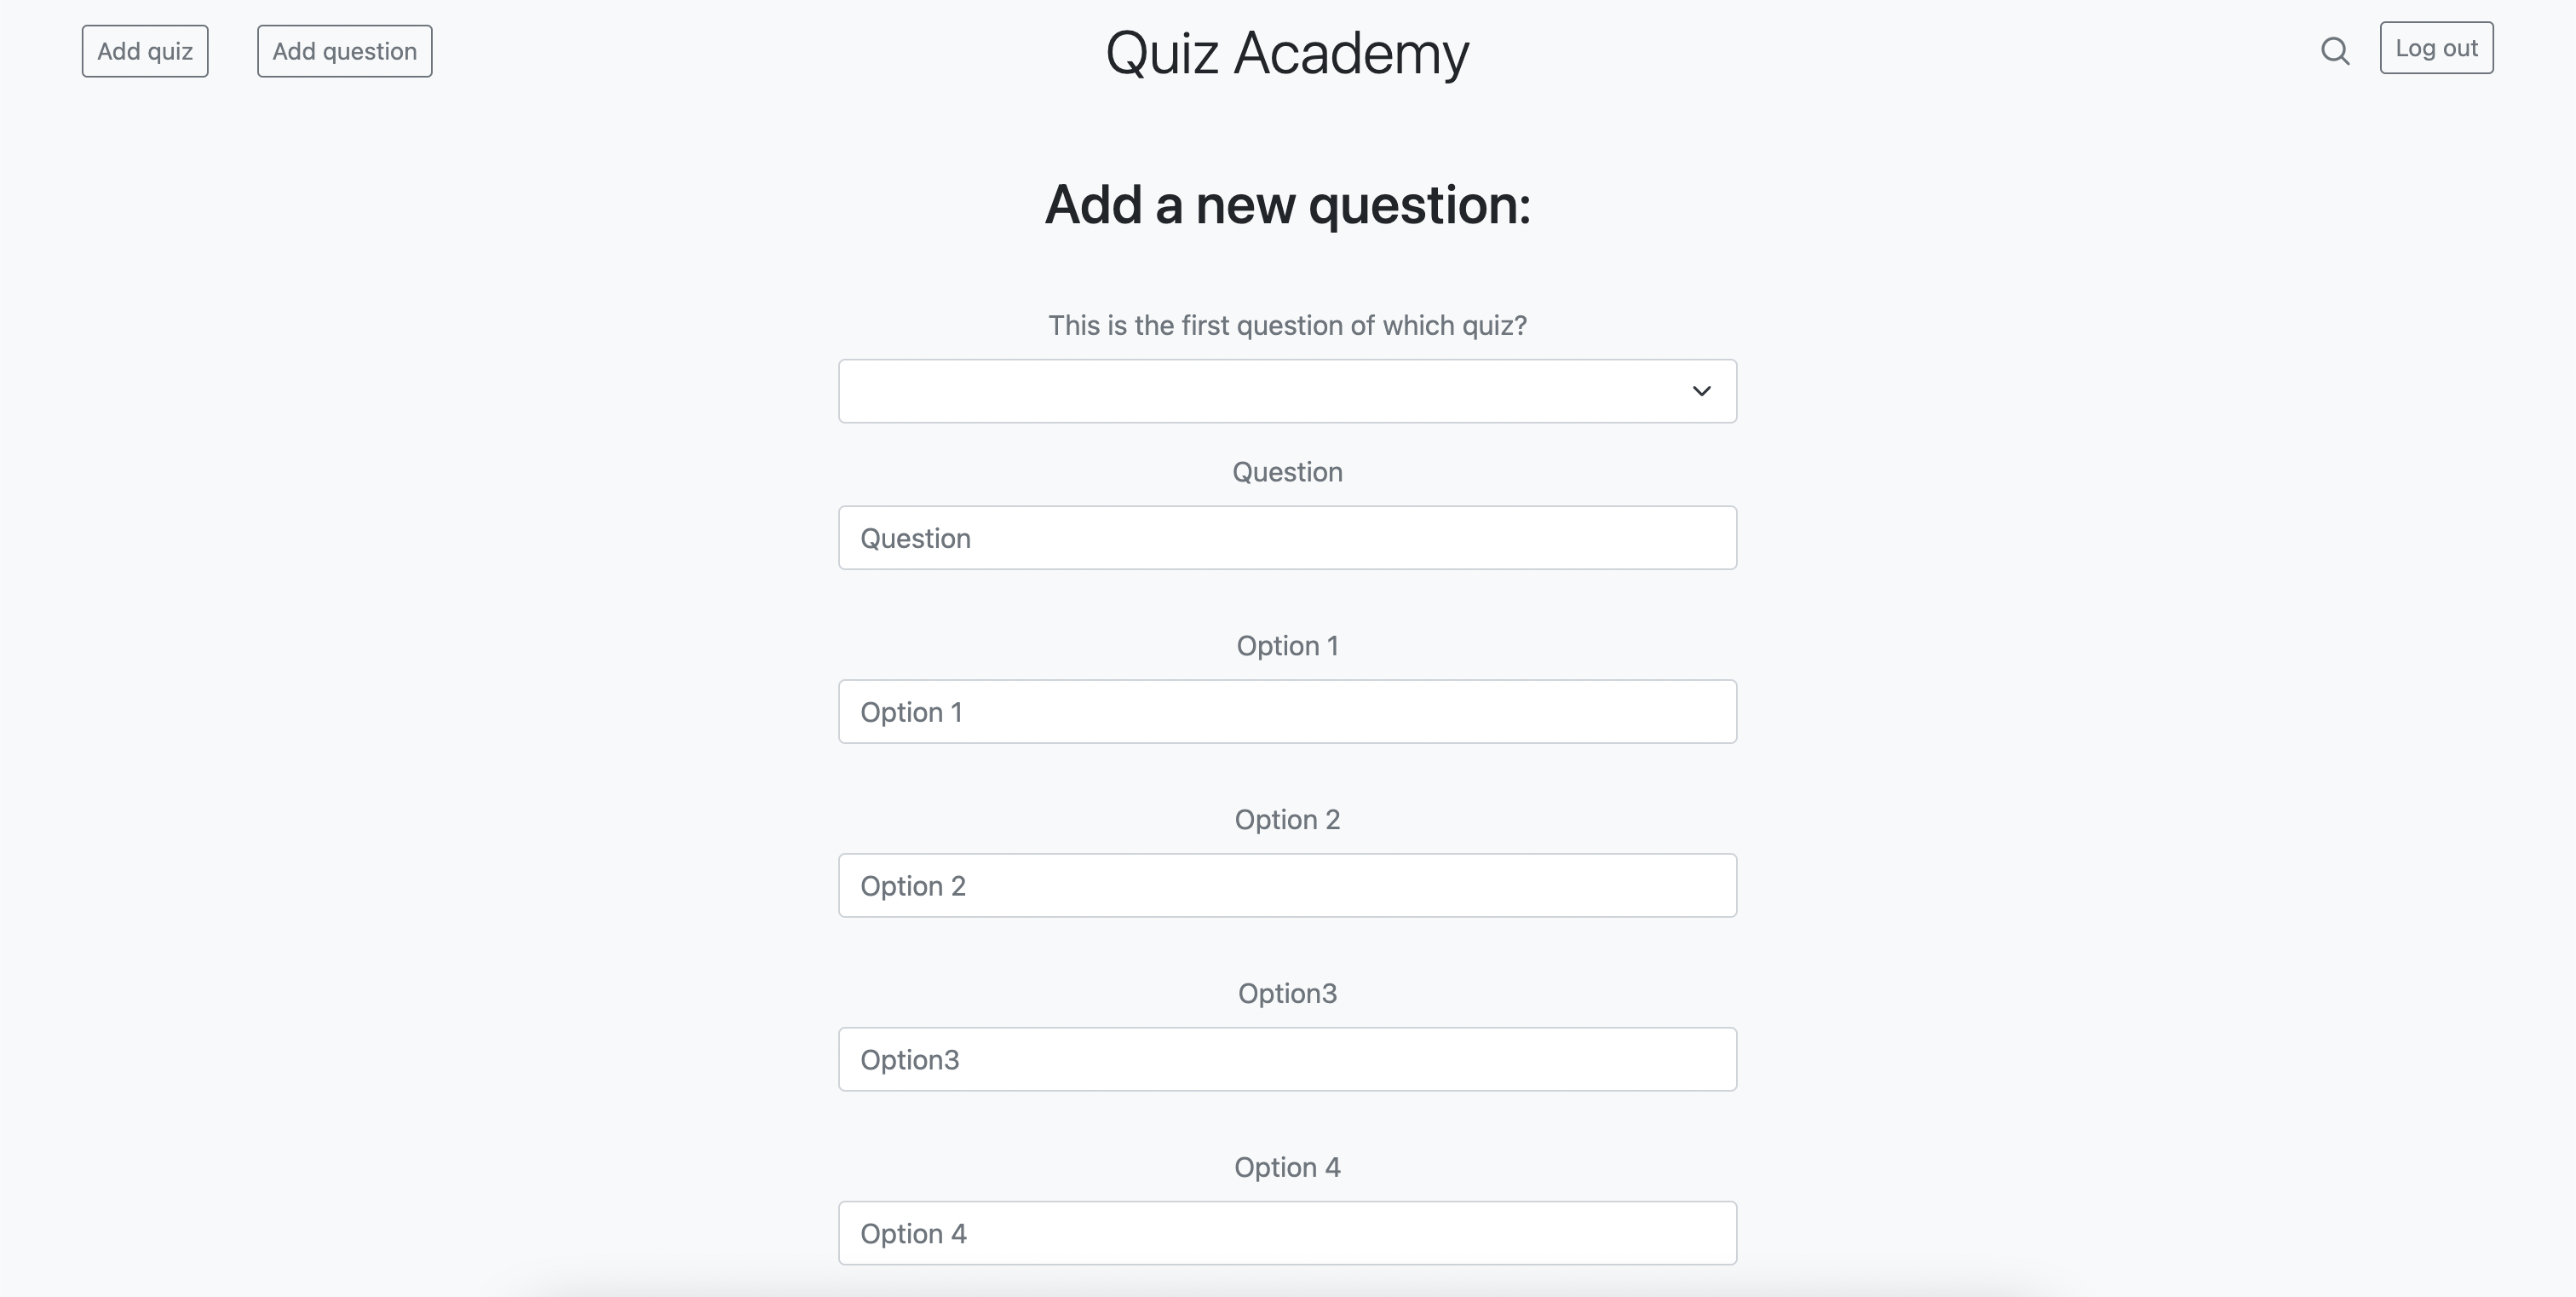 Add quiz
Add question
Quiz Academy
Log out
Add a new question:
This is the first question of which quiz?
Question
Question
Option 1
Option 1
Option 2
Option 2
Option3
Option3
Option 4
Option 4